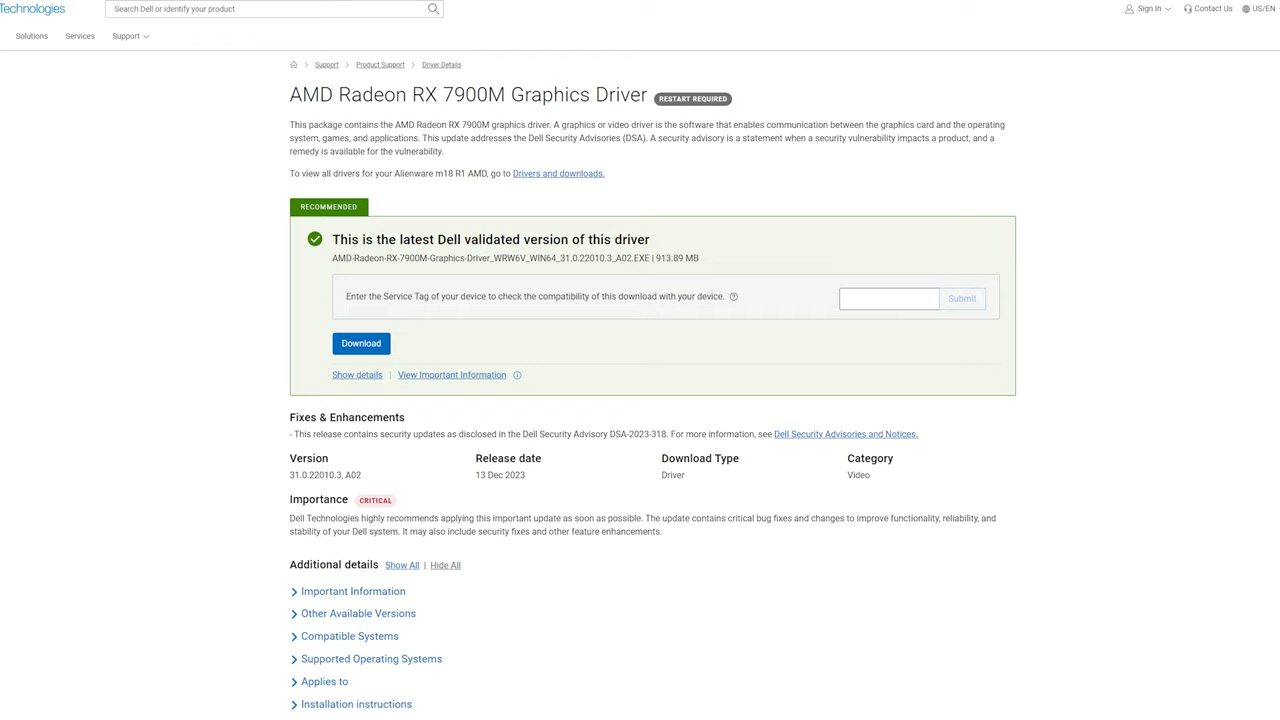 Technologies
Search Dell or identify your product
Sign In
Contact Us
US/EN
Solutions
Services
Support
Support
Product Support
Driver Details
AMD Radeon RX 7900M Graphics Driver RESTART REQUIRED
This package contains the AMD Radeon RX 7900M graphics driver. A graphics or video driver is the software that enables communication between the graphics card and the operating
system, games, and applications. This update addresses the Dell Security Advisories (DSA). A security advisory is a statement when a security vulnerability impacts a product, and a
remedy is available for the vulnerability.
To view all drivers for your Alienware m18 R1 AMD, go to Drivers and downloads.
RECOMMENDED
This is the latest Dell validated version of this driver
AMD-Radeon-RX-7900M-Graphics-Driver_WRW6V_WIN64_31.0.22010.3_A02.EXE | 913.89 MB
Enter the Service Tag of your device to check the compatibility of this download with your device.
Submit
Download
Show details | View Important Information
Fixes & Enhancements
- This release contains security updates as disclosed in the Dell Security Advisory DSA-2023-318. For more information, see Dell Security Advisories and Notices.
Version
31.0.22010.3, A02
Release date
13 Dec 2023
Download Type
Driver
Category
Video
Importance CRITICAL
Dell Technologies highly recommends applying this important update as soon as possible. The update contains critical bug fixes and changes to improve functionality, reliability, and
stability of your Dell system. It may also include security fixes and other feature enhancements.
Additional details Show All | Hide All
Important Information
Other Available Versions
Compatible Systems
Supported Operating Systems
Applies to
Installation instructions